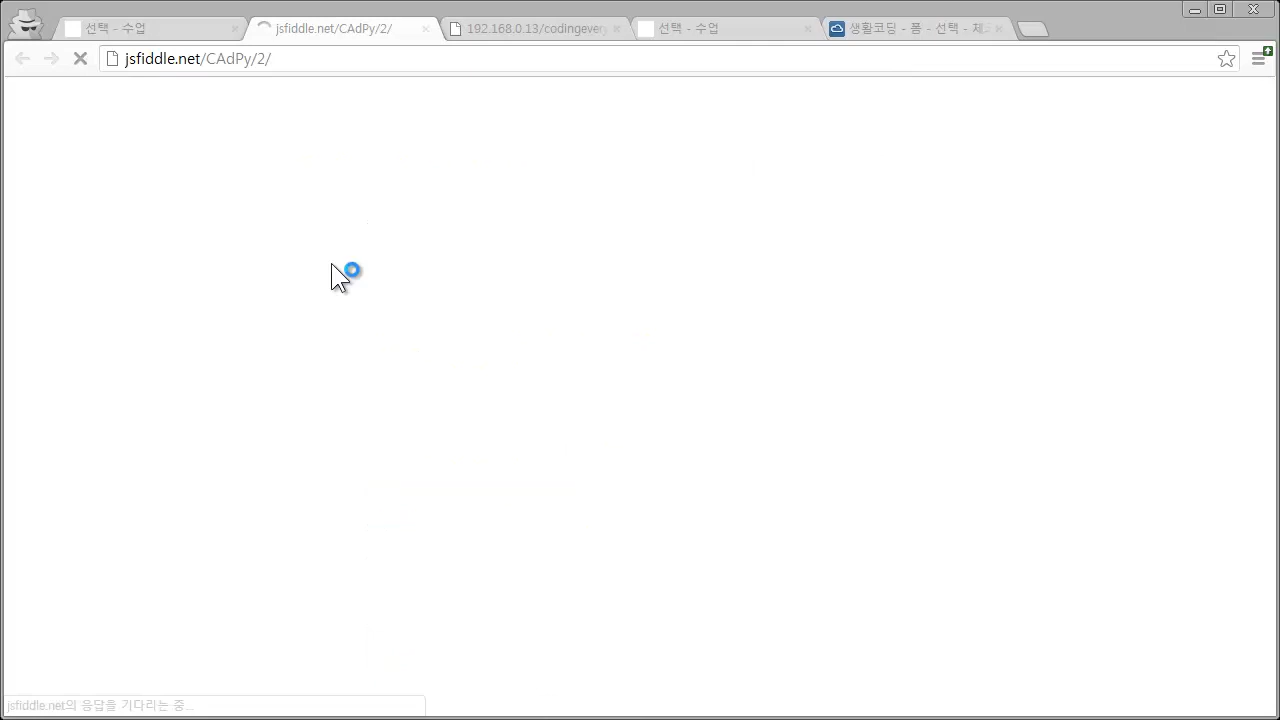 선택 - 수업
jsfiddle.net/CAdPy/2/
192.168.0.13/codingevery
선택 - 수업
생활코딩 - 폼 - 선택 -
jsfiddle.net/CAdPy/2/
jsfiddle.net의 응답을 기다리는 중...